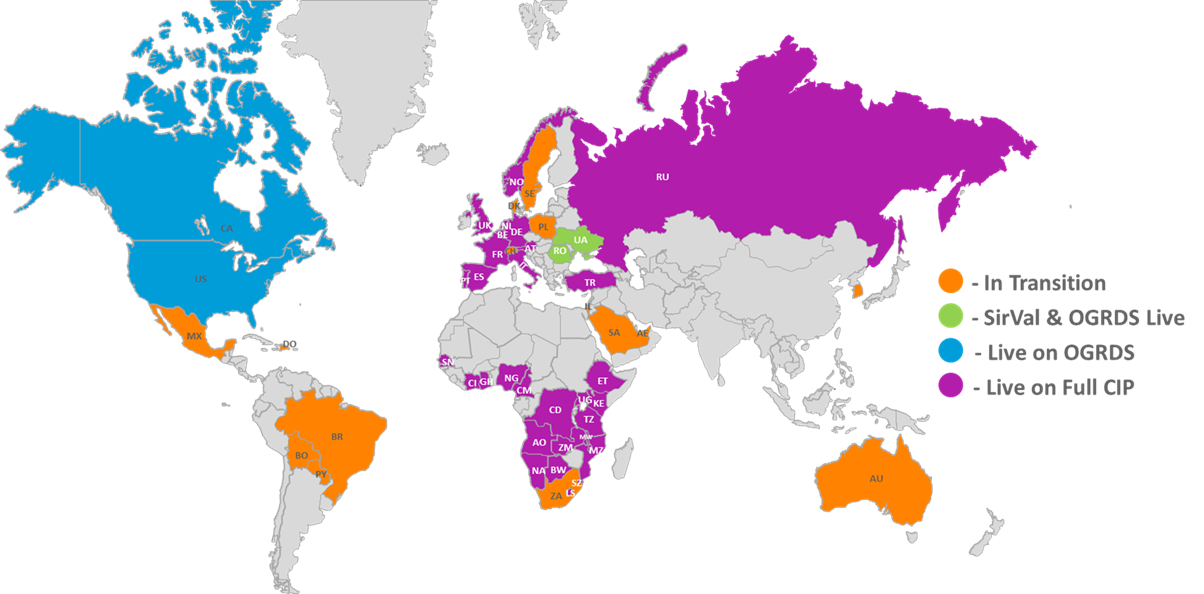 CA
US
MX
DO
BR
BO
PY
RU
NO
SE
DK
UK
NL
BE
DE
PL
UA
RO
FR
AT
IT
PT
ES
TR
IL
SA
AE
SN
CI
GH
NG
CM
ET
UG
KE
CD
TZ
AO
ZM
MW
MZ
NA
BW
SZ
ZA
LS
AU
- In Transition
- SirVal & OGRDS Live
- Live on OGRDS
- Live on Full CIP